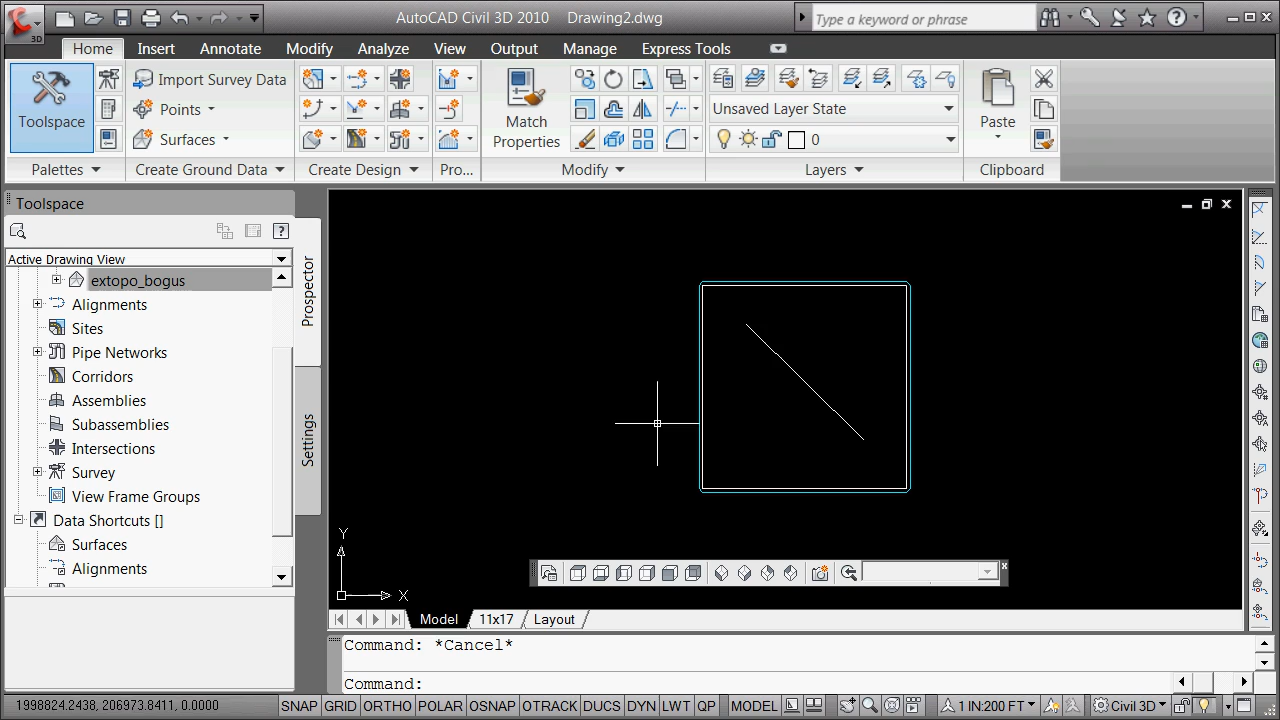 AutoCAD Civil 3D 2010 Drawing2.dwg
Type a keyword or phrase
3D
Home Insert Annotate Modify Analyze View Output Manage Express Tools
Toolspace
Import Survey Data
Points
Surfaces
Match
Properties
Unsaved Layer State
0
Paste
Palettes Create Ground Data Create Design Pro... Modify Layers Clipboard
Toolspace
Active Drawing View
extopo_bogus
Alignments
Sites
Pipe Networks
Corridors
Assemblies
Subassemblies
Intersections
Survey
View Frame Groups
Data Shortcuts []
Surfaces
Alignments
Prospector
Settings
Y
X
Model 11x17 Layout
Command: *Cancel*
Command:
1998824.2438, 206973.8411, 0.0000 SNAP GRID ORTHO POLAR OSNAP OTRACK DUCS DYN LWT QP MODEL 1 IN:200 FT Civil 3D